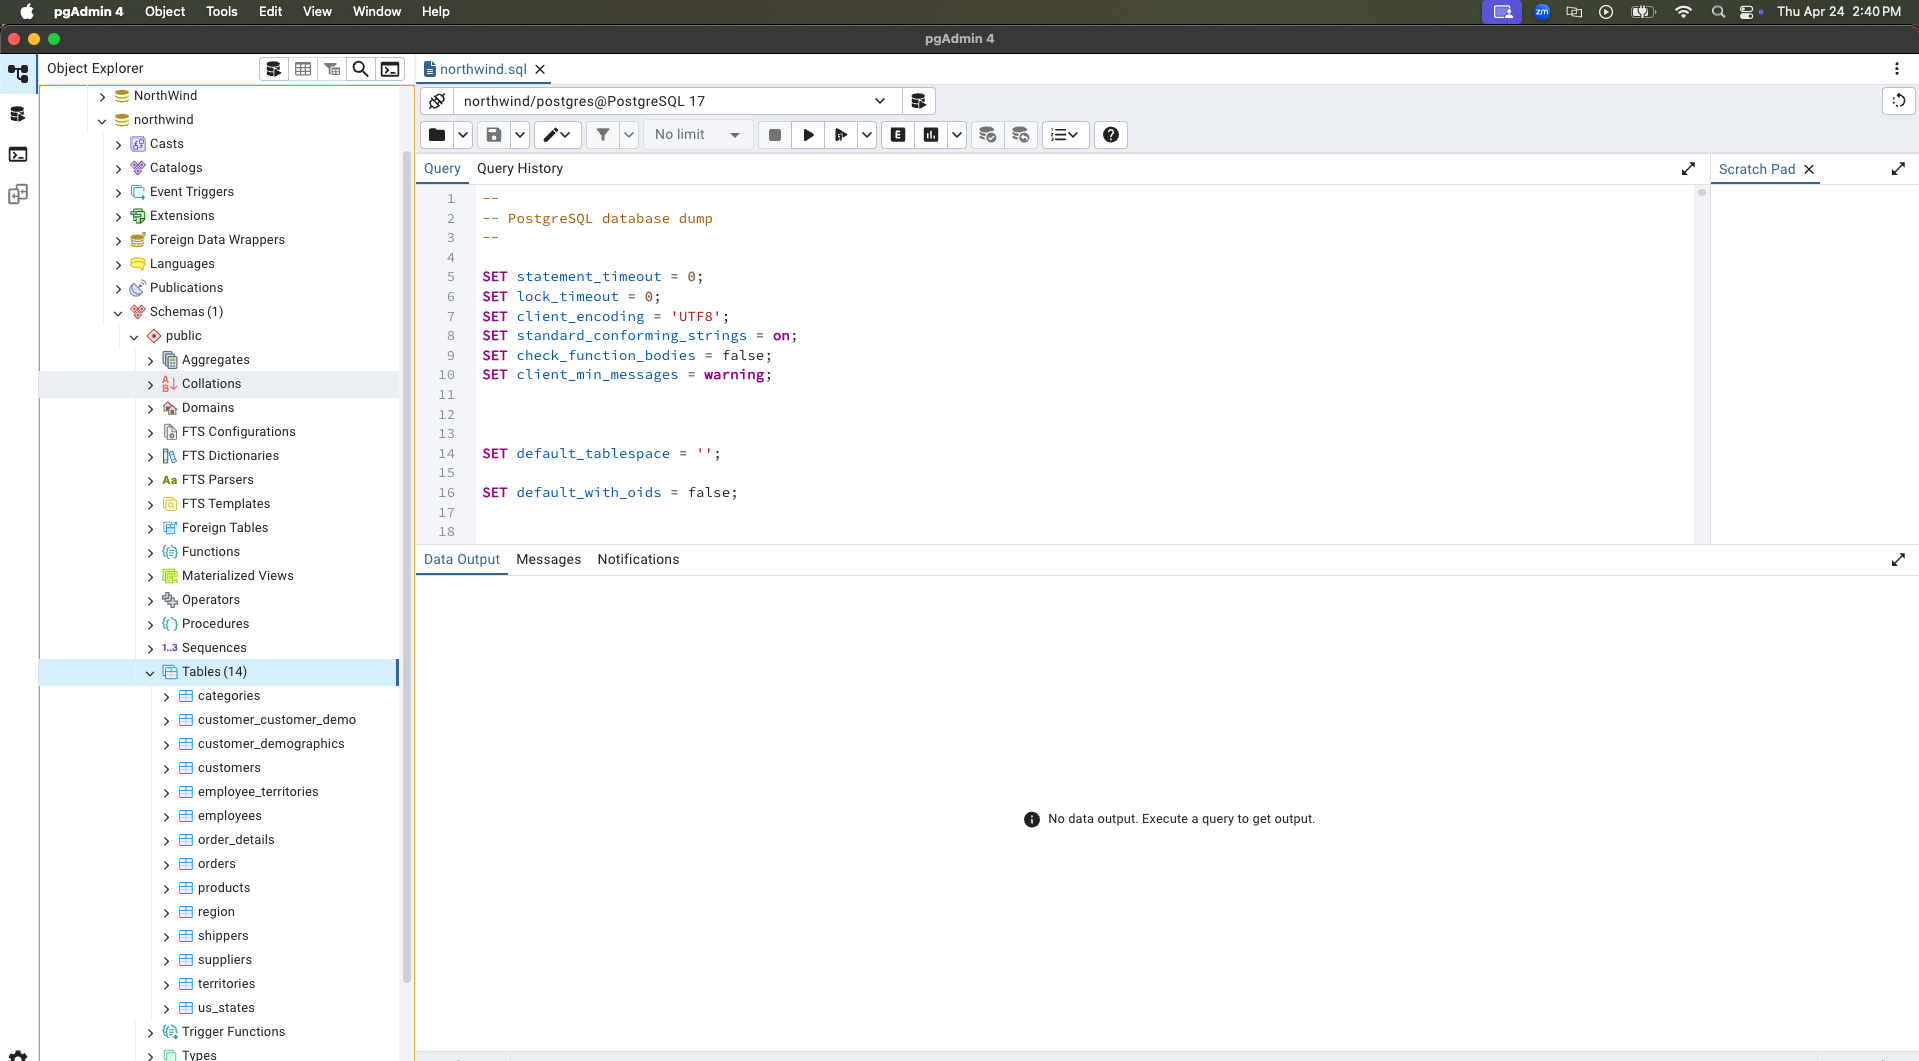 pgAdmin 4 Object Tools Edit View Window Help zm Thu Apr 24 2:40 PM
pgAdmin 4
Object Explorer
NorthWind
northwind
Casts
Catalogs
Event Triggers
Extensions
Foreign Data Wrappers
Languages
Publications
Schemas (1)
public
Aggregates
Collations
Domains
FTS Configurations
FTS Dictionaries
Aa FTS Parsers
FTS Templates
Foreign Tables
Functions
Materialized Views
Operators
Procedures
1..3 Sequences
Tables (14)
categories
customer_customer_demo
customer_demographics
customers
employee_territories
employees
order_details
orders
products
region
shippers
suppliers
territories
us_states
Trigger Functions
Types
northwind.sql
northwind/postgres@PostgreSQL 17
No limit E
Query Query History
Scratch Pad
1 --
2 -- PostgreSQL database dump
3 --
4
5 SET statement_timeout = 0;
6 SET lock_timeout = 0;
7 SET client_encoding = 'UTF8';
8 SET standard_conforming_strings = on;
9 SET check_function_bodies = false;
10 SET client_min_messages = warning;
11
12
13
14 SET default_tablespace = '';
15
16 SET default_with_oids = false;
17
18
Data Output Messages Notifications
No data output. Execute a query to get output.